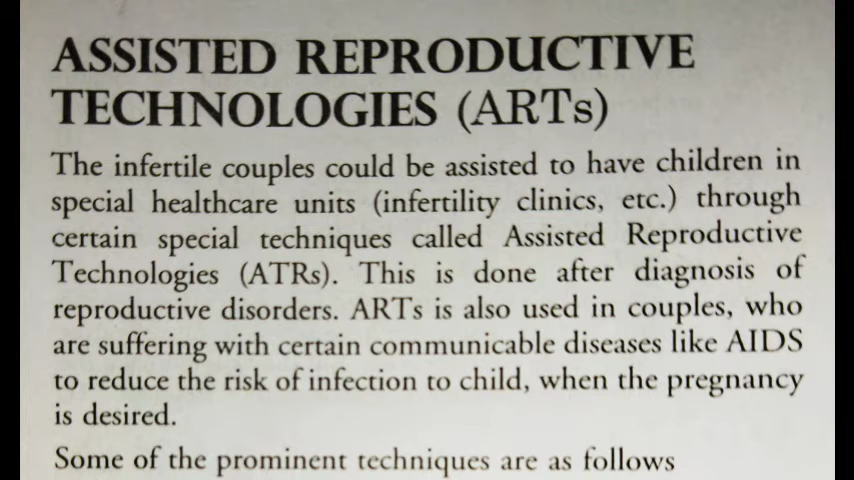 ASSISTED REPRODUCTIVE
TECHNOLOGIES (ARTs)
The infertile couples could be assisted to have children in
special healthcare units (infertility clinics, etc.) through
certain special techniques called Assisted Reproductive
Technologies (ATRs). This is done after diagnosis of
reproductive disorders. ARTs is also used in couples, who
are suffering with certain communicable diseases like AIDS
to reduce the risk of infection to child, when the pregnancy
is desired.
Some of the prominent techniques are as follows